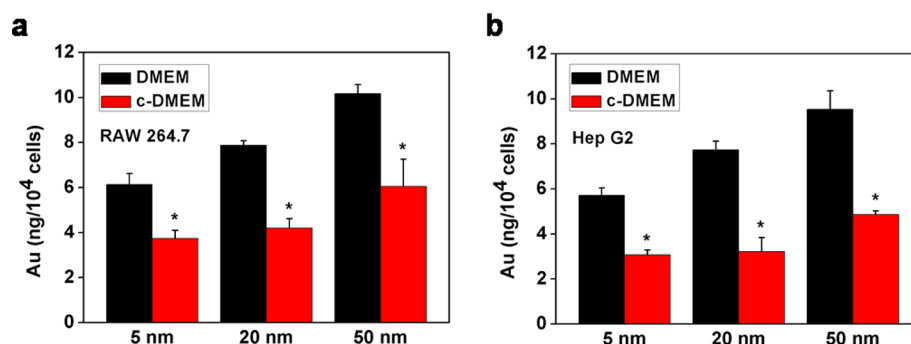 a
Au (ng/10⁴ cells)
12
10
8
6
4
2
0
DMEM
c-DMEM
RAW 264.7
*
*
*
5 nm
20 nm
50 nm
b
Au (ng/10⁴ cells)
12
10
8
6
4
2
0
DMEM
c-DMEM
Hep G2
*
*
*
5 nm
20 nm
50 nm